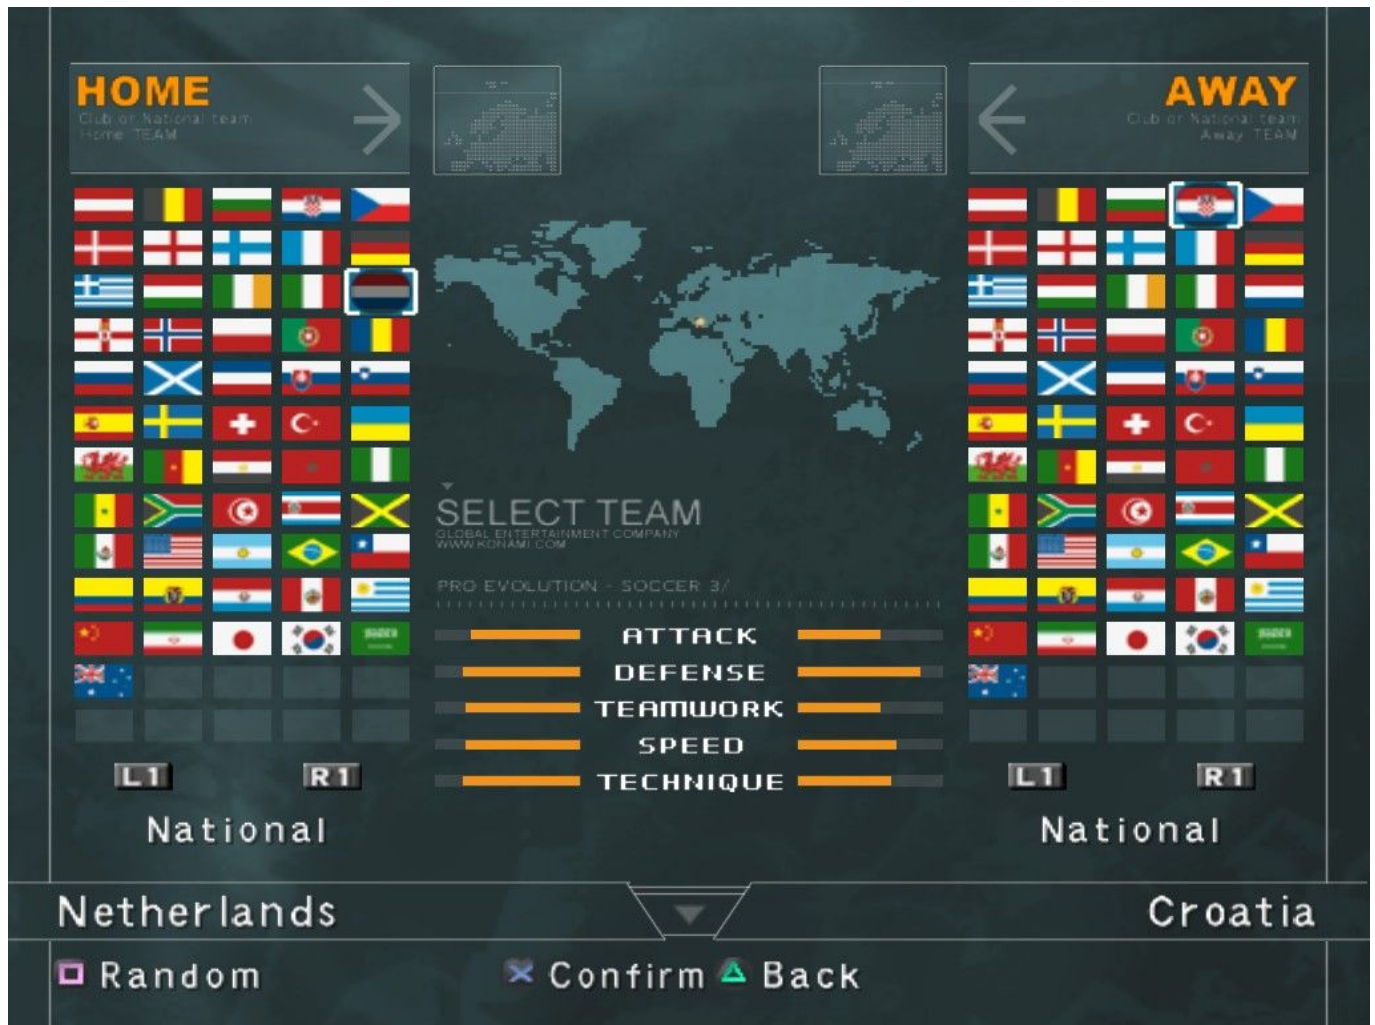 HOME
Club or National team
Home TEAM
AWAY
Club or National team
Away TEAM
SELECT TEAM
GLOBAL ENTERTAINMENT COMPANY
WWW.KONAMI.COM
PRO EVOLUTION - SOCCER 3/
ATTACK
DEFENSE
TEAMWORK
SPEED
TECHNIQUE
L1 R1
National
L1 R1
National
Netherlands
Croatia
Random
Confirm
Back